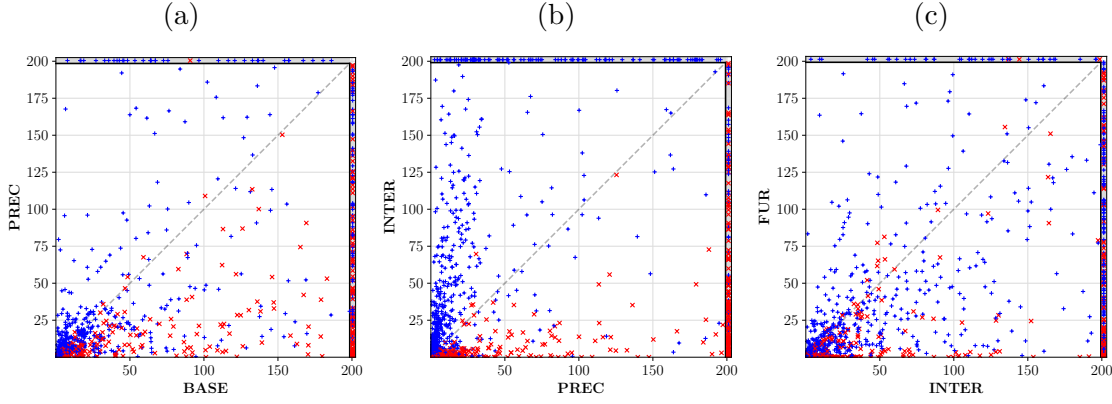 (a) (b) (c)
200 200 200
175 175 175
150 150 150
125 125 125
100 100 100
75 75 75
50 50 50
25 25 25
PREC INTER FUR
50 100 150 200 50 100 150 200 50 100 150 200
BASE PREC INTER